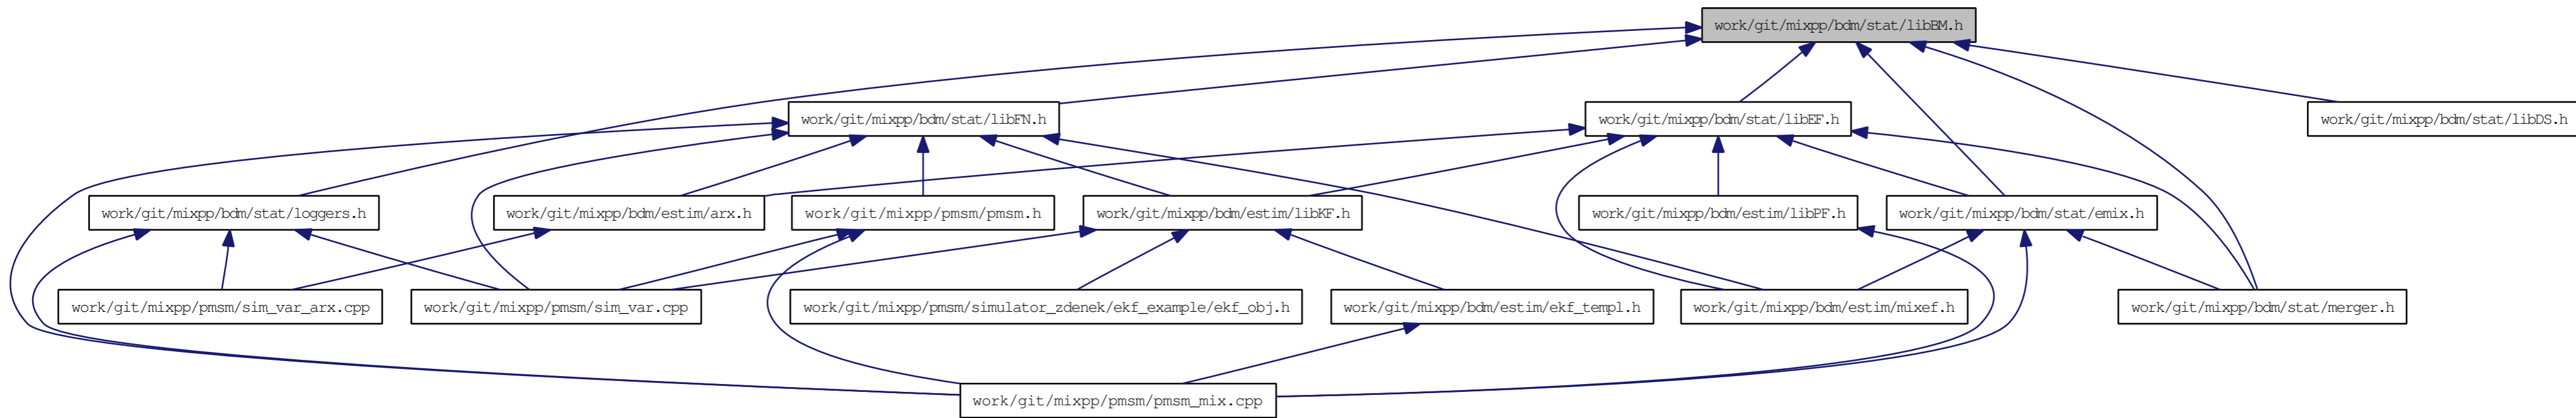 work/git/mixpp/bdm/stat/libBM.h
work/git/mixpp/bdm/stat/libFN.h
work/git/mixpp/bdm/stat/libEF.h
work/git/mixpp/bdm/stat/libDS.h
work/git/mixpp/bdm/stat/loggers.h
work/git/mixpp/bdm/estim/arx.h
work/git/mixpp/pmsm/pmsm.h
work/git/mixpp/bdm/estim/libKF.h
work/git/mixpp/bdm/estim/libPF.h
work/git/mixpp/bdm/stat/emix.h
work/git/mixpp/pmsm/sim_var_arx.cpp
work/git/mixpp/pmsm/sim_var.cpp
work/git/mixpp/pmsm/simulator_zdenek/ekf_example/ekf_obj.h
work/git/mixpp/bdm/estim/ekf_templ.h
work/git/mixpp/bdm/estim/mixef.h
work/git/mixpp/bdm/stat/merger.h
work/git/mixpp/pmsm/pmsm_mix.cpp